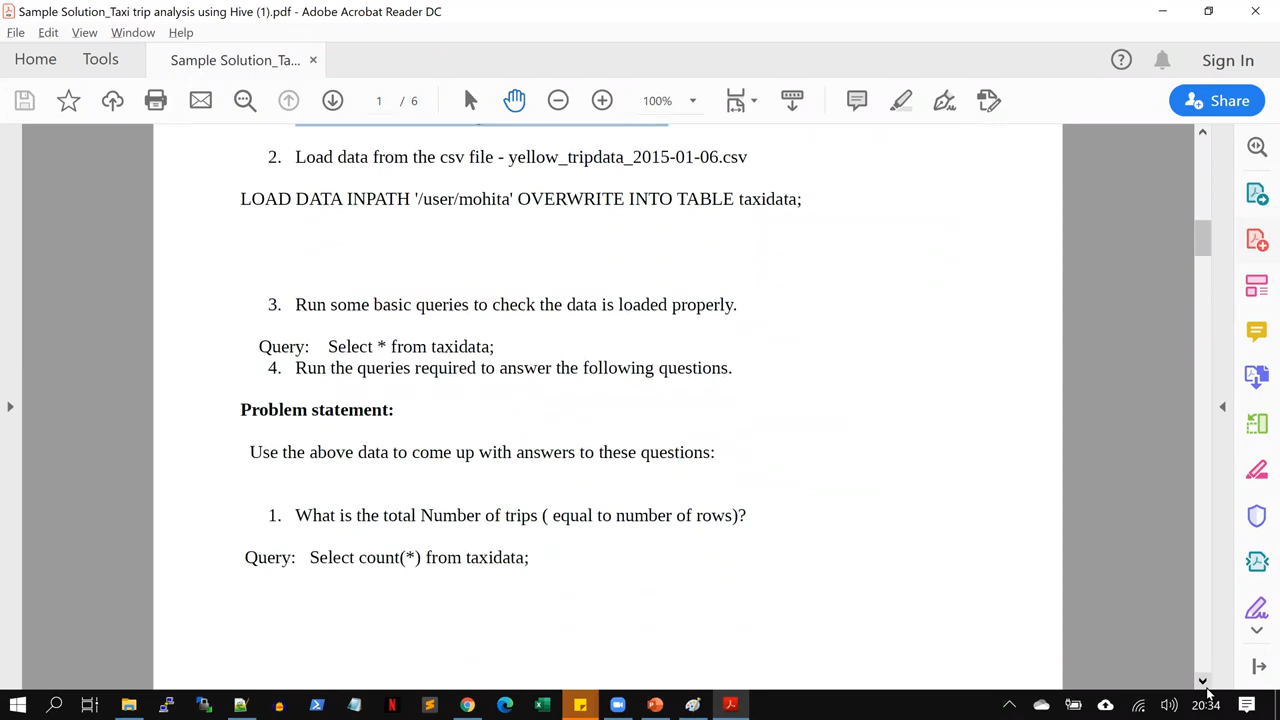 Sample Solution_Taxi trip analysis using Hive (1).pdf - Adobe Acrobat Reader DC
File Edit View Window Help
Home Tools Sample Solution_Ta... × Sign In
1 / 6 100% Share
2. Load data from the csv file - yellow_tripdata_2015-01-06.csv
LOAD DATA INPATH '/user/mohita' OVERWRITE INTO TABLE taxidata;
3. Run some basic queries to check the data is loaded properly.
Query: Select * from taxidata;
4. Run the queries required to answer the following questions.
Problem statement:
Use the above data to come up with answers to these questions:
1. What is the total Number of trips ( equal to number of rows)?
Query: Select count(*) from taxidata;
20:34